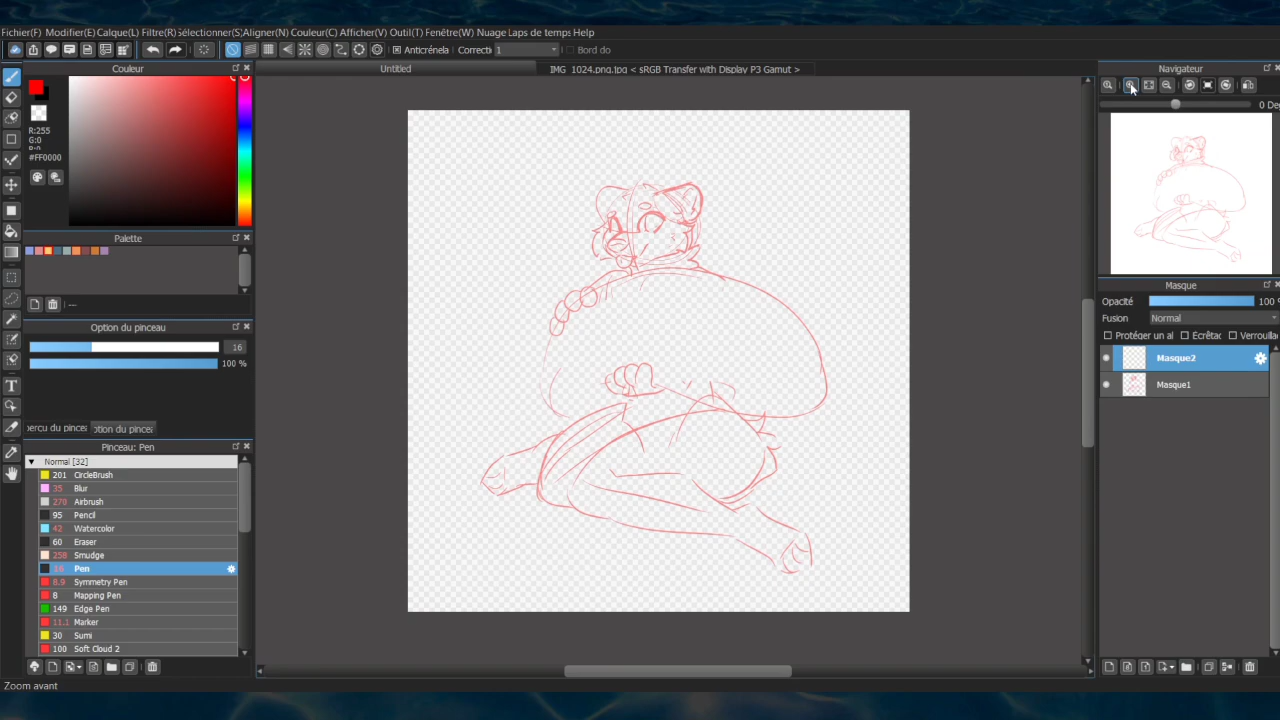 Fichier(F) Modifier(E) Calque(L) Filtre(R) Sélectionner(S) Aligner(N) Couleur(C) Afficher(V) Outil(T) Fenêtre(W) Nuage Laps de temps Help
Anticrénela Correcti 1 Bord do
Couleur
Untitled
IMG_1024.png.jpg < sRGB Transfer with Display P3 Gamut >
Navigateur
0 Deg
R:255
G:0
B:0
#FF0000
Palette
---
Option du pinceau
16
100 %
perçu du pincea
ption du pincea
Pinceau: Pen
Normal [32]
201 CircleBrush
35 Blur
270 Airbrush
95 Pencil
42 Watercolor
60 Eraser
258 Smudge
16 Pen
8.9 Symmetry Pen
8 Mapping Pen
149 Edge Pen
11.1 Marker
30 Sumi
100 Soft Cloud 2
Masque
Opacité 100 %
Fusion Normal
Protéger un al Ecrêtac Verrouilla
Masque2
Masque1
Zoom avant